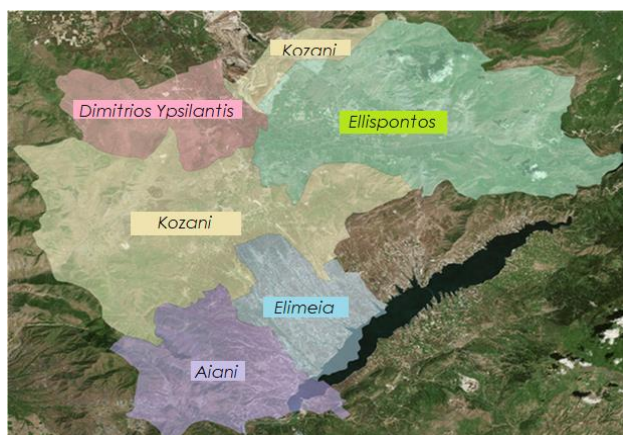 Kozani
Dimitrios Ypsilantis
Ellispontos
Kozani
Elimeia
Aiani